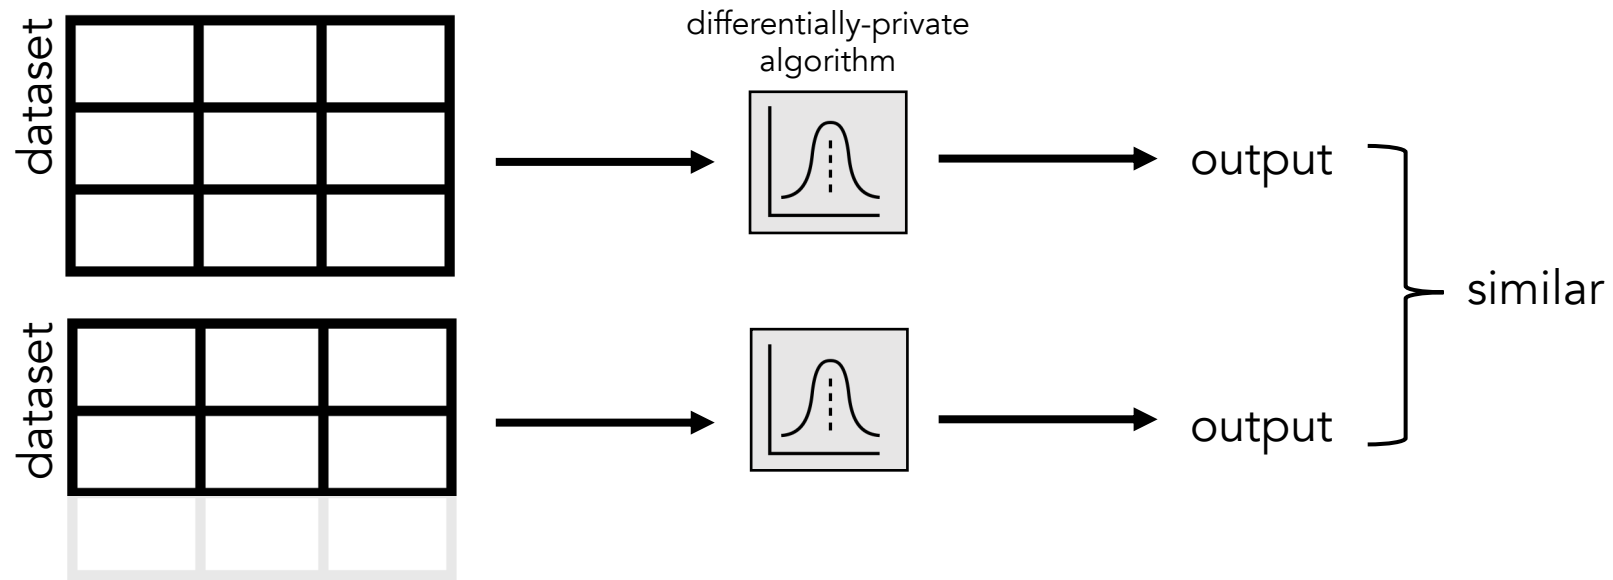 dataset
differentially-private
algorithm
output
similar
dataset
output